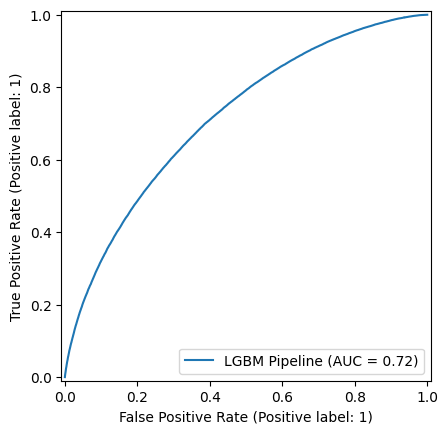 True Positive Rate (Positive label: 1)
1.0
0.8
0.6
0.4
0.2
0.0
LGBM Pipeline (AUC = 0.72)
0.0 0.2 0.4 0.6 0.8 1.0
False Positive Rate (Positive label: 1)